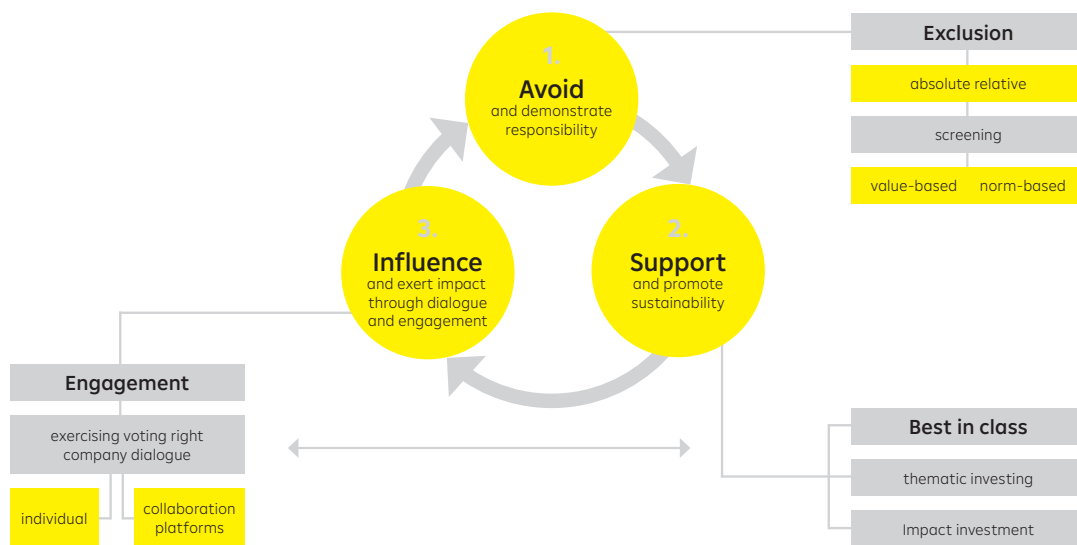 1.
Avoid
and demonstrate
responsibility
2.
Support
and promote
sustainability
3.
Influence
and exert impact
through dialogue
and engagement
Exclusion
absolute relative
screening
value-based norm-based
Engagement
exercising voting right
company dialogue
individual
collaboration
platforms
Best in class
thematic investing
Impact investment